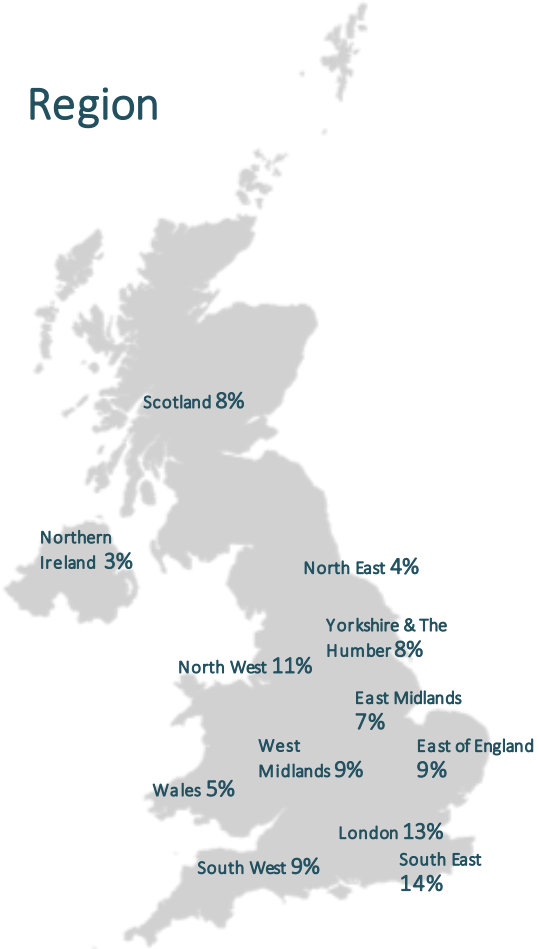 Region
Scotland 8%
Northern
Ireland 3%
North East 4%
Yorkshire & The
Humber 8%
North West 11%
East Midlands
7%
West
Midlands 9%
East of England
9%
Wales 5%
London 13%
South East
14%
South West 9%